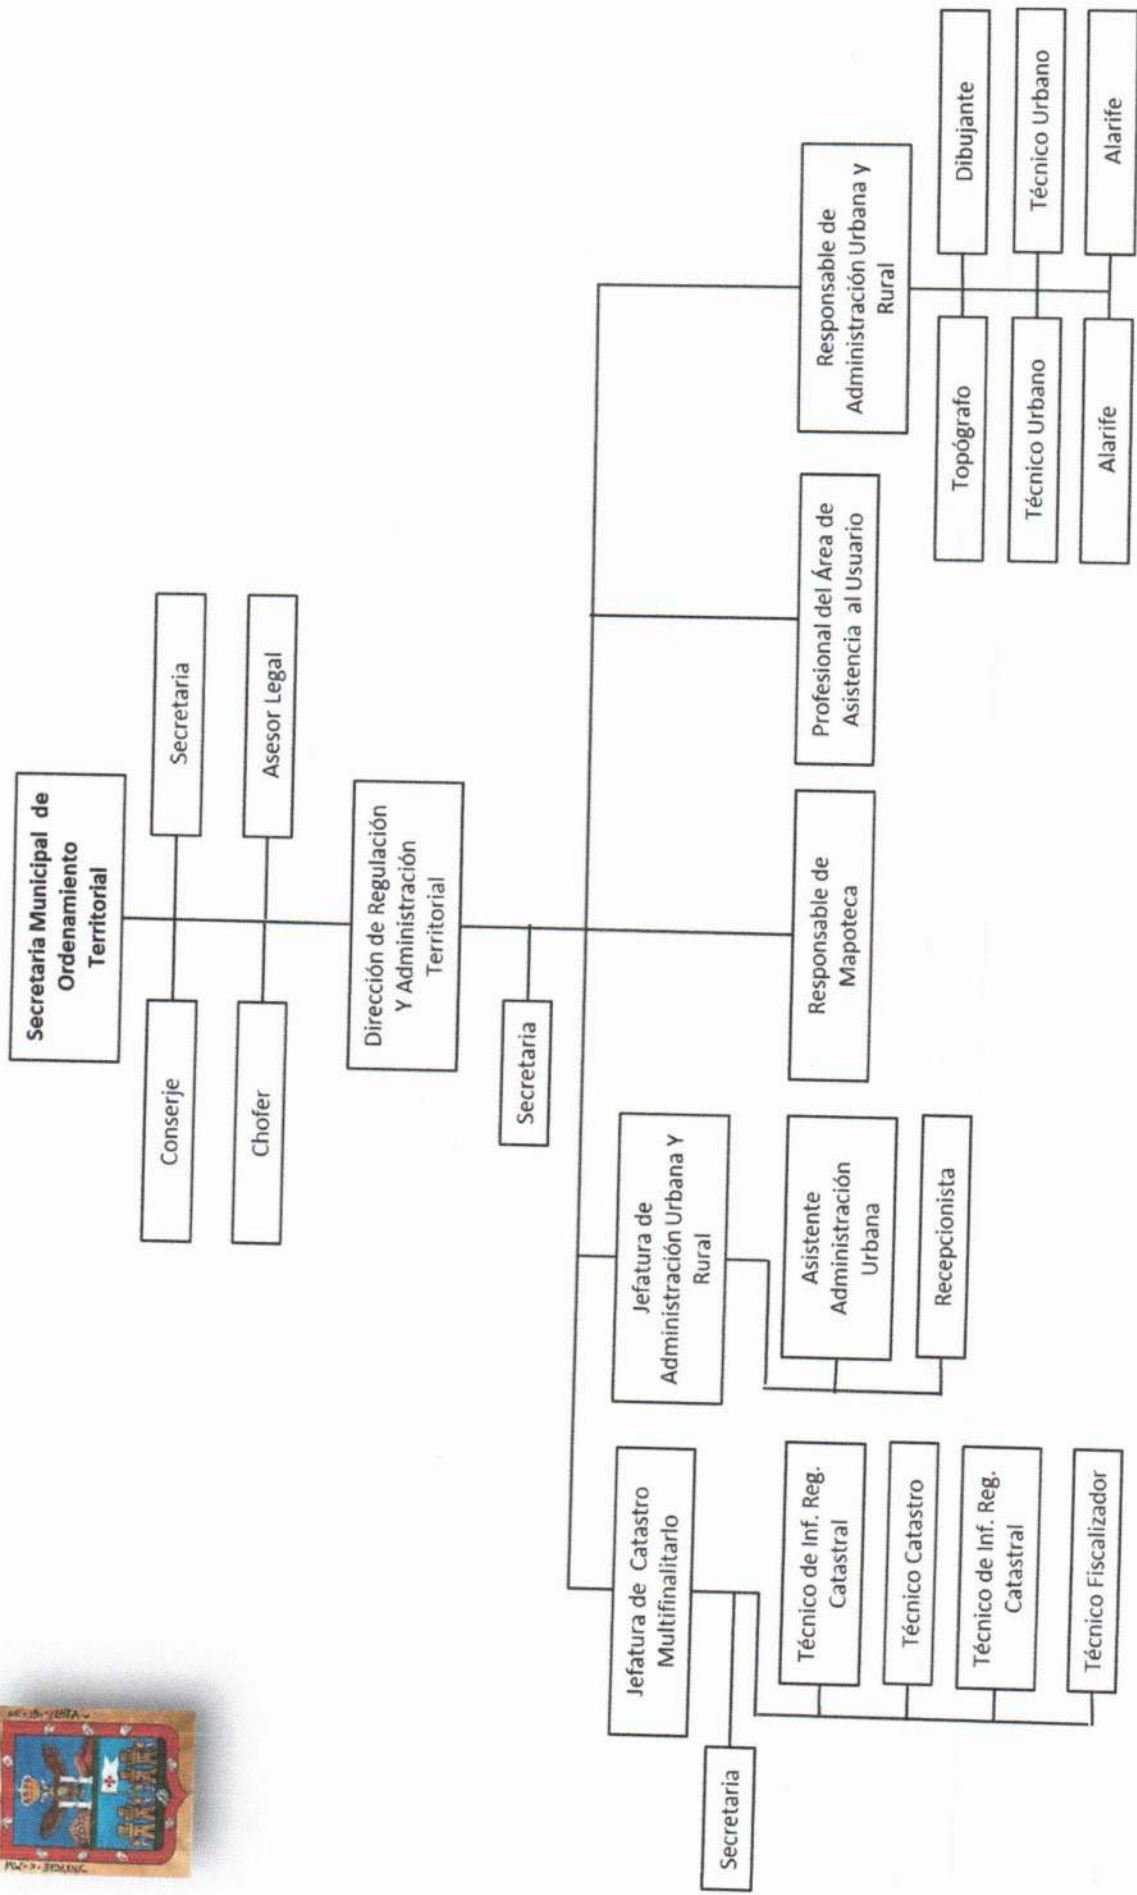 Secretaria Municipal de
Ordenamiento
Territorial
Conserje
Secretaria
Chofer
Asesor Legal
Dirección de Regulación
Y Administración
Territorial
Secretaria
Jefatura de Catastro
Multifinalitarlo
Secretaria
Técnico de Inf. Reg.
Catastral
Técnico Catastro
Técnico de Inf. Reg.
Catastral
Técnico Fiscalizador
Jefatura de
Administración Urbana Y
Rural
Asistente
Administración
Urbana
Recepcionista
Responsable de
Mapoteca
Profesional del Área de
Asistencia al Usuario
Responsable de
Administración Urbana y
Rural
Topógrafo
Dibujante
Técnico Urbano
Técnico Urbano
Alarife
Alarife